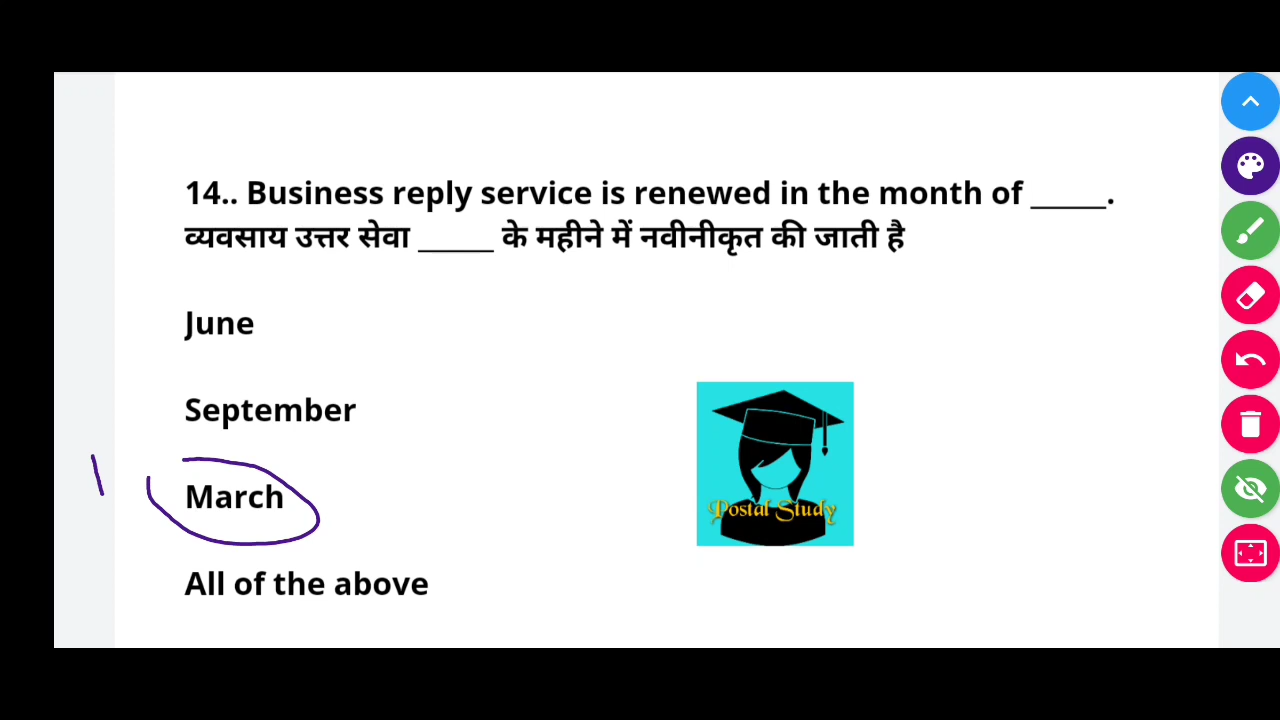 14.. Business reply service is renewed in the month of ______.
व्यवसाय उत्तर सेवा ______ के महीने में नवीनीकृत की जाती है
June
September
March
Postal Study
All of the above